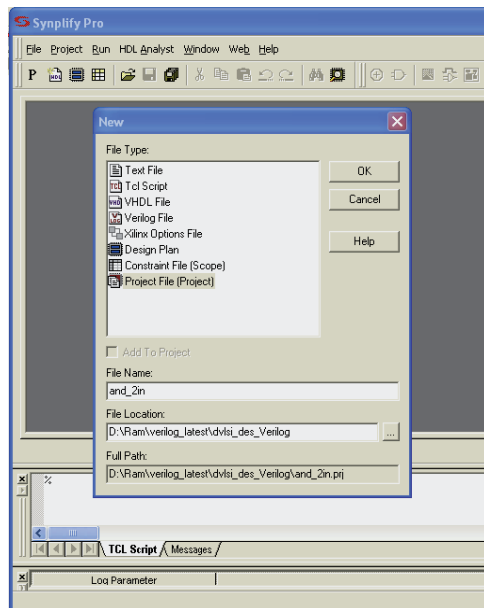 Synplify Pro
File Project Run HDL Analyst Window Web Help
P
New
File Type:
Text File
Tcl Script
VHDL File
Verilog File
Xilinx Options File
Design Plan
Constraint File (Scope)
Project File (Project)
OK
Cancel
Help
Add To Project
File Name:
and_2in
File Location:
D:\Ram\verilog_latest\dvlsi_des_Verilog
...
Full Path:
D:\Ram\verilog_latest\dvlsi_des_Verilog\and_2in.prj
%
TCL Script Messages
Log Parameter